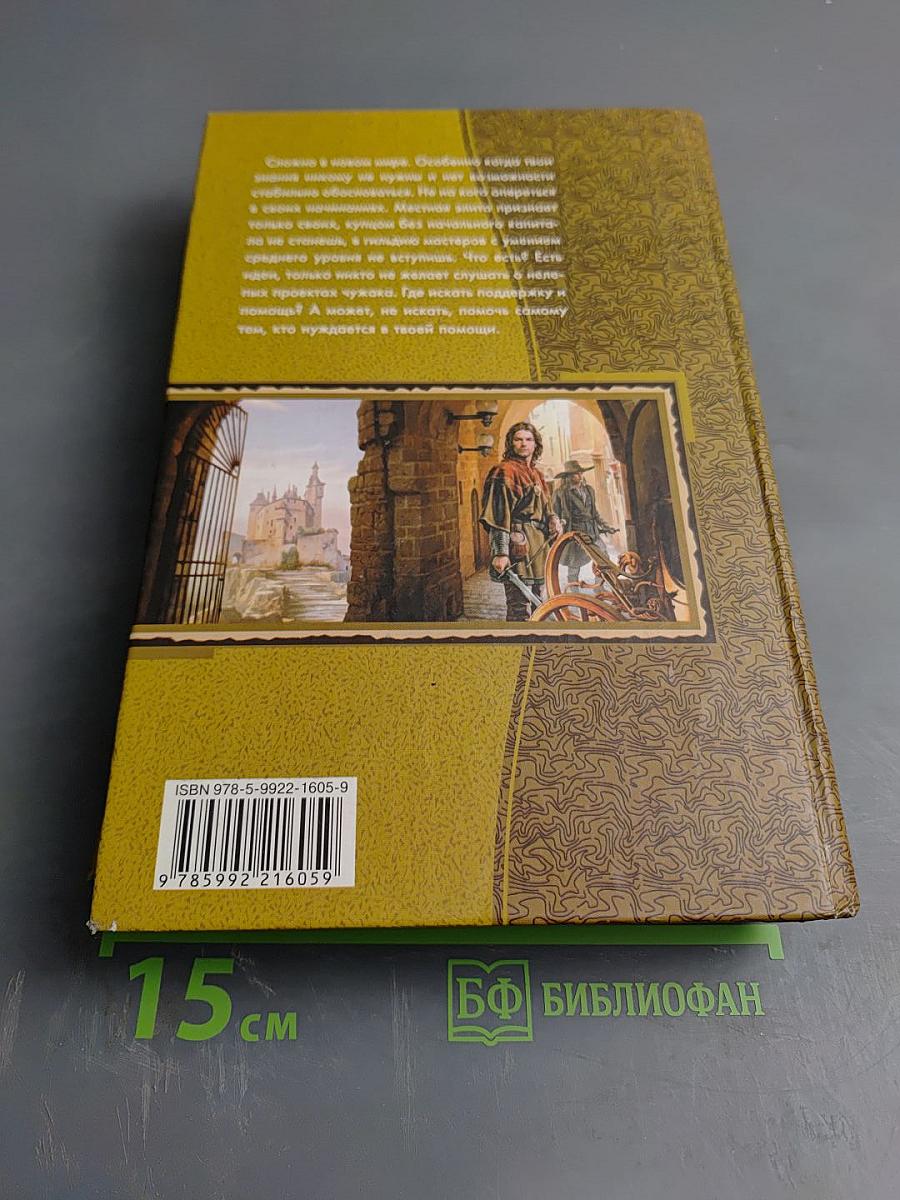 Сложно в новом мире. Особенно когда твои
знания никому не нужны и нет возможности
стабильно обосноваться. Не на кого опереться
в своих начинаниях. Местная знать признает
только своих, купцом без начального капита-
ла не станешь, в гильдию мастеров с умением
среднего уровня не вступишь. Что есть? Есть
идеи, только никто не желает слушать о неле-
пых проектах чужака. Где искать поддержку и
помощь? А может, не искать, помочь самому
тем, кто нуждается в твоей помощи.
ISBN 978-5-9922-1605-9
9 785992 216059
15 см
БФ БИБЛИОФАН